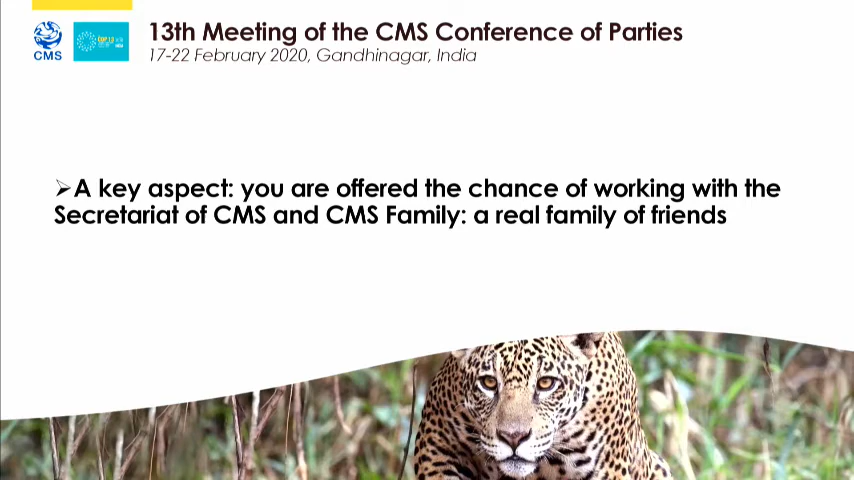 13th Meeting of the CMS Conference of Parties
17-22 February 2020, Gandhinagar, India
CMS
➢A key aspect: you are offered the chance of working with the
Secretariat of CMS and CMS Family: a real family of friends